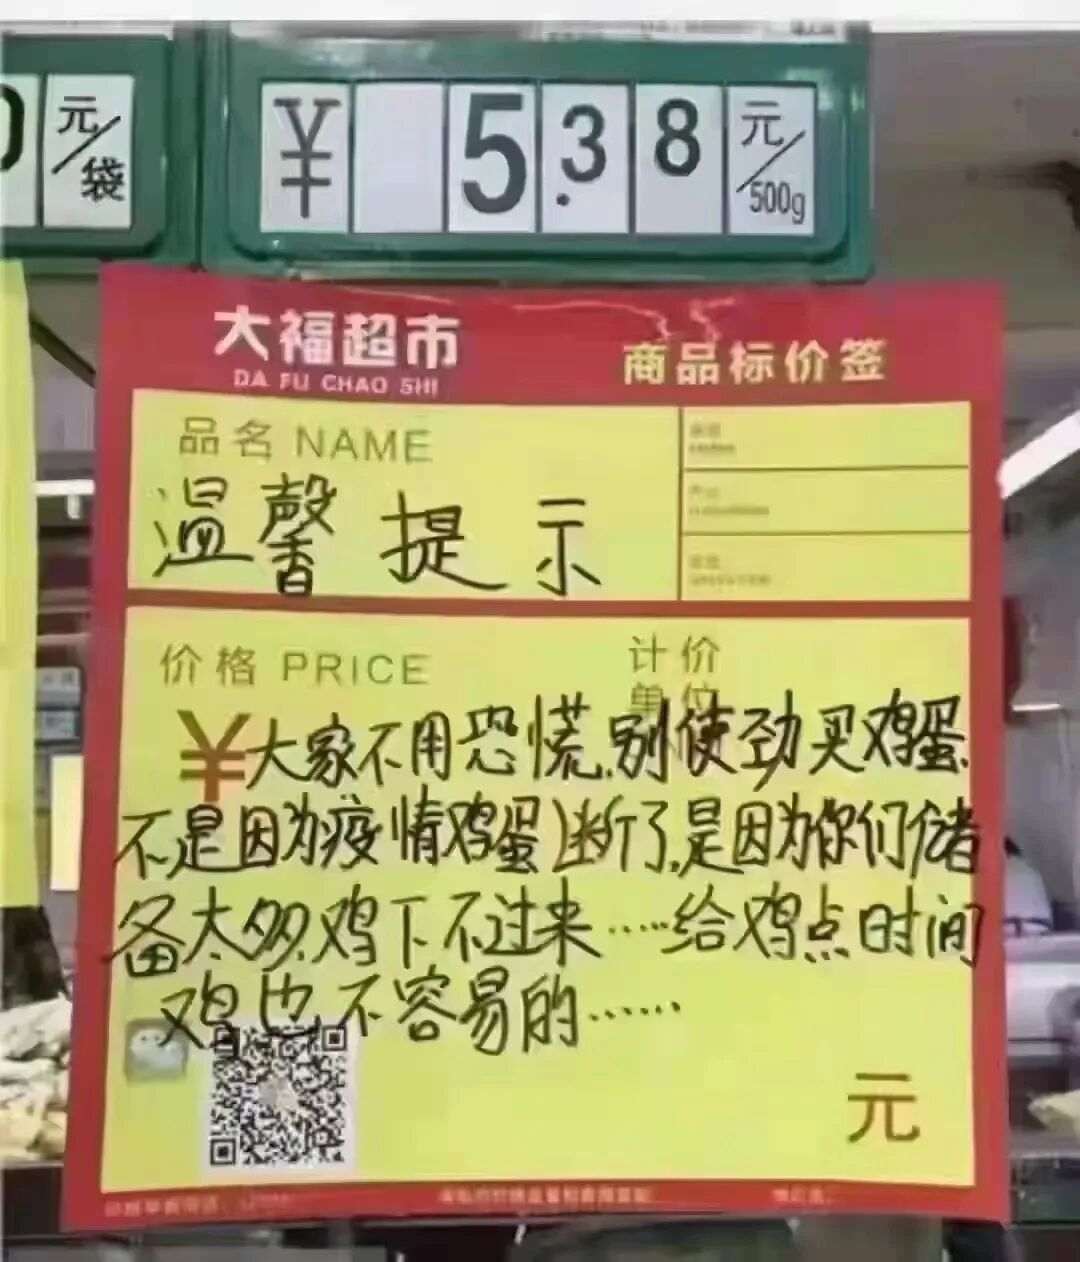 元/袋
¥ 5.38 元/500g
大福超市
DA FU CHAO SHI
商品标价签
品名 NAME
温馨提示
价格 PRICE
计价
单位
¥大家不用恐慌,别使劲买鸡蛋.
不是因为疫情鸡蛋断了,是因为你们储
备太多,鸡下不过来……给鸡点时间
鸡也不容易的……
元